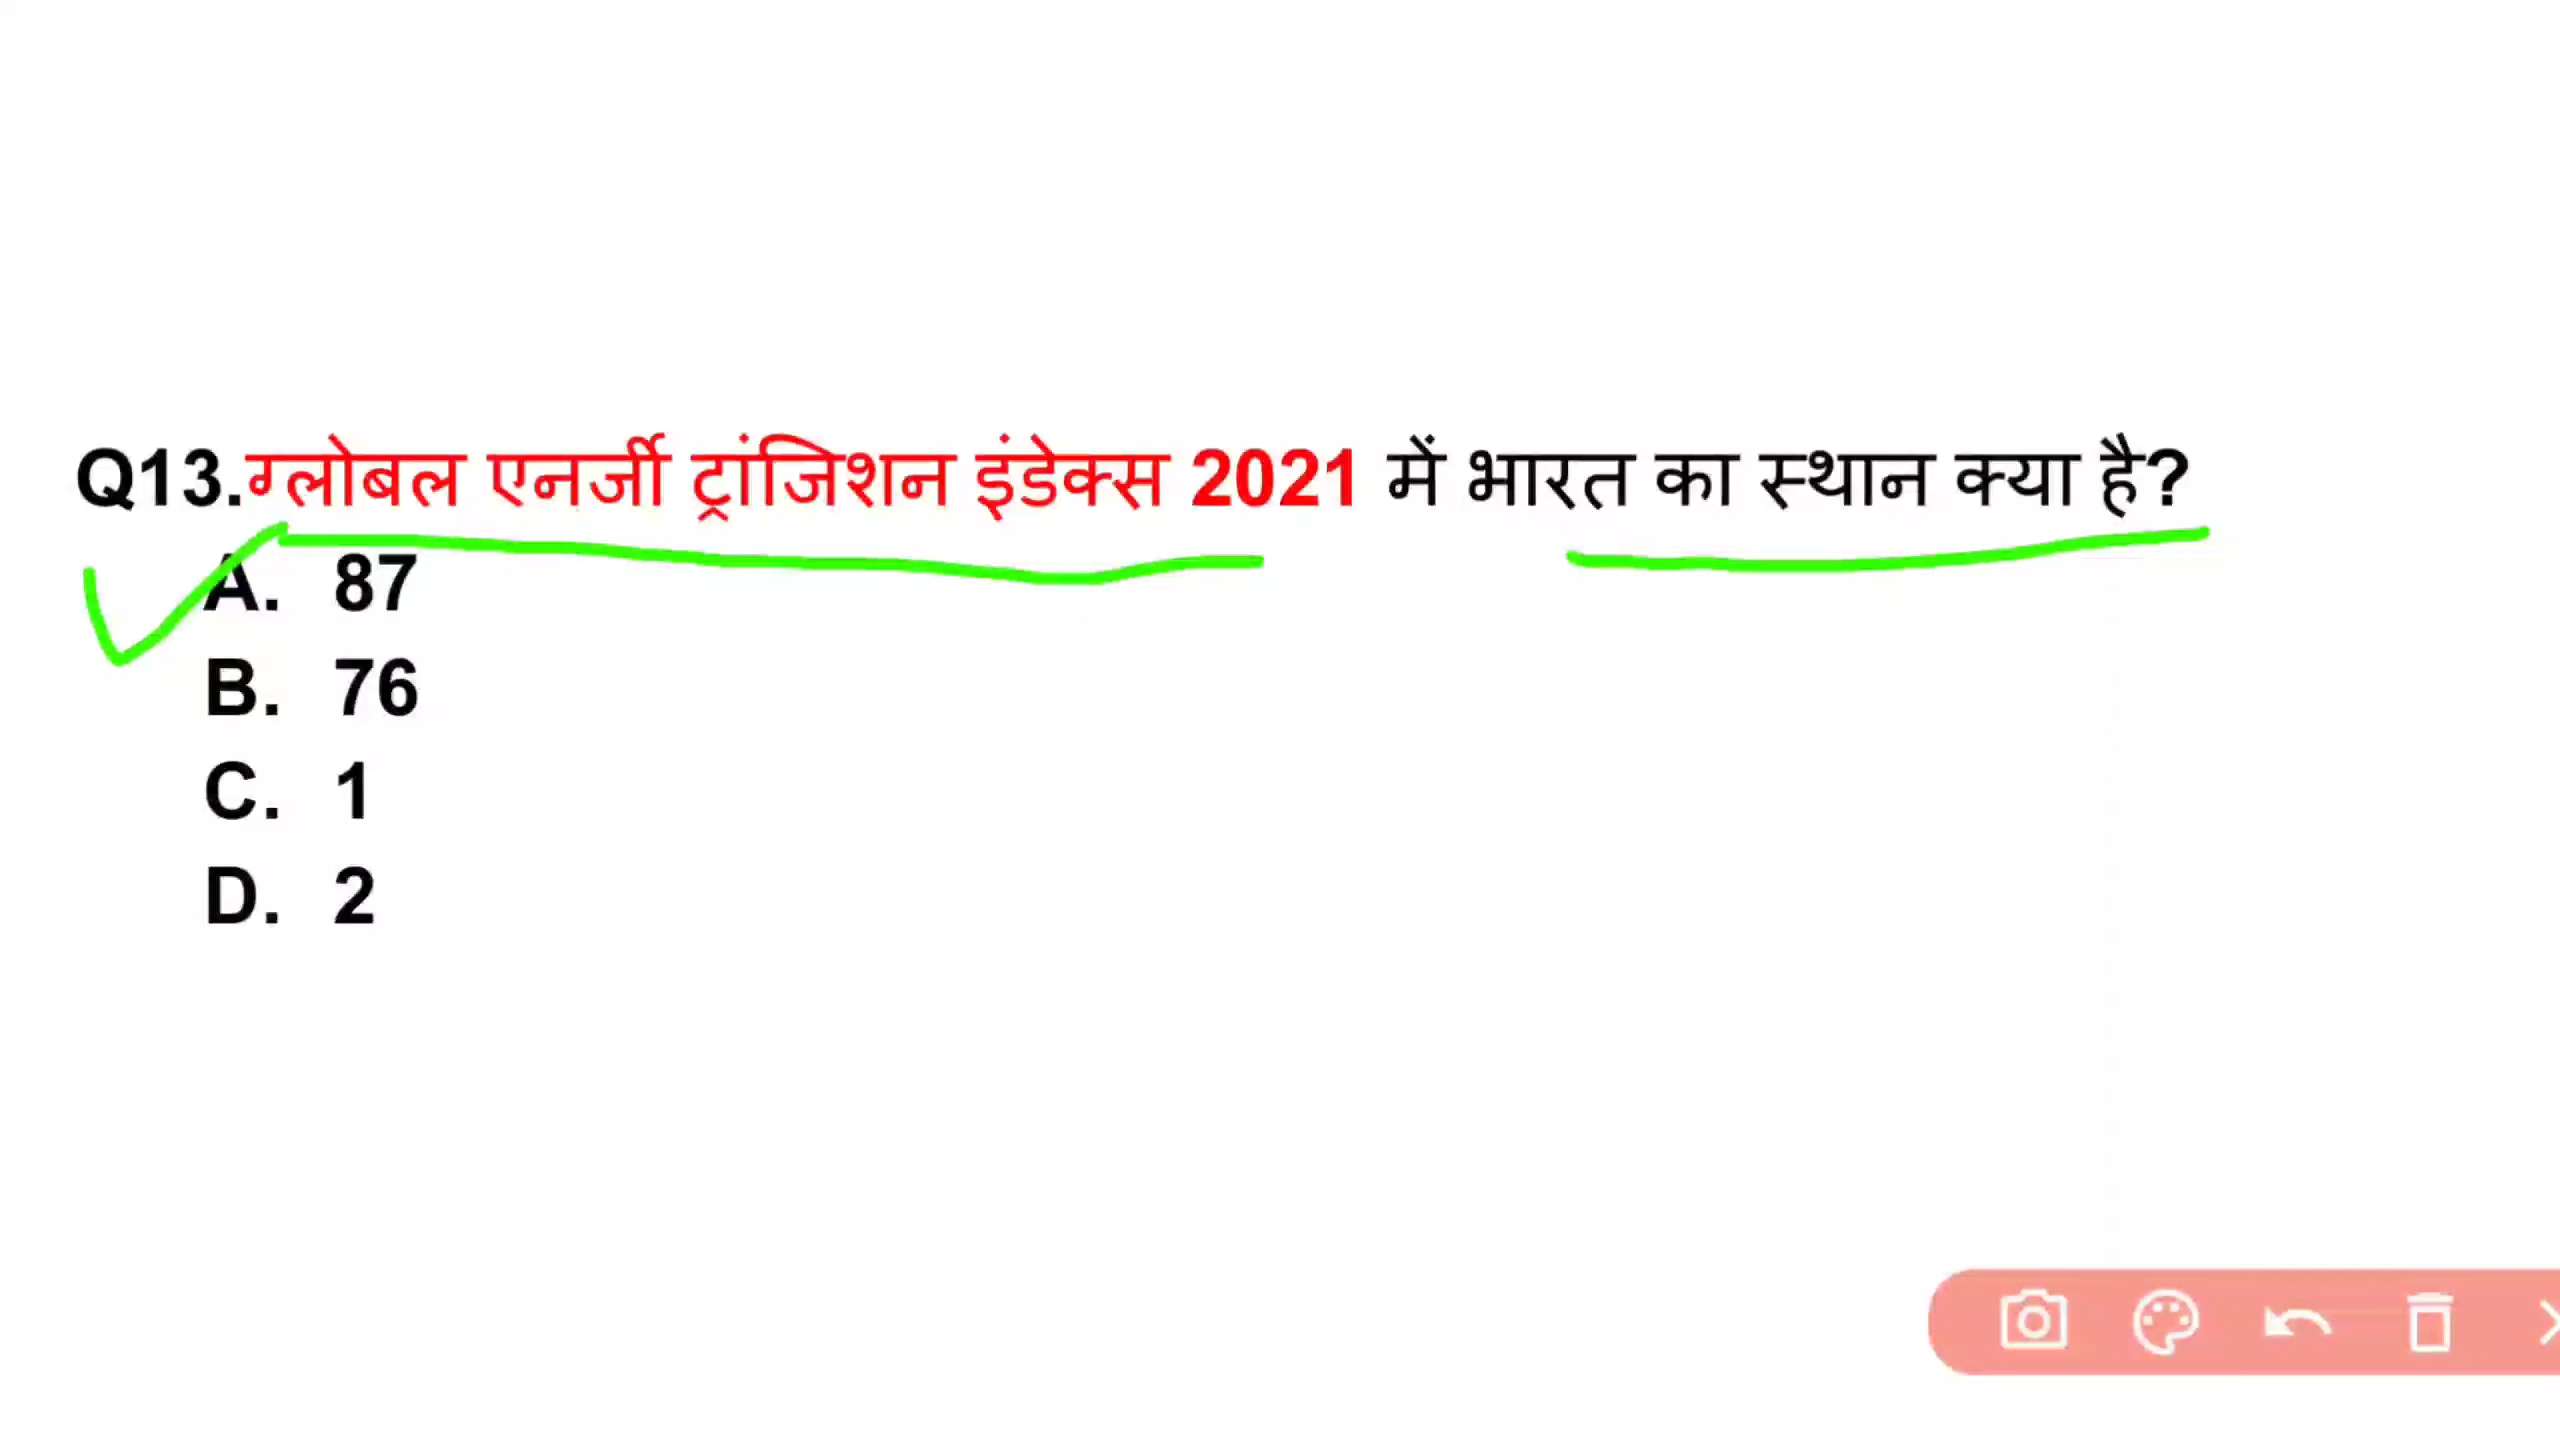 Q13.ग्लोबल एनर्जी ट्रांजिशन इंडेक्स 2021 में भारत का स्थान क्या है?
A. 87
B. 76
C. 1
D. 2